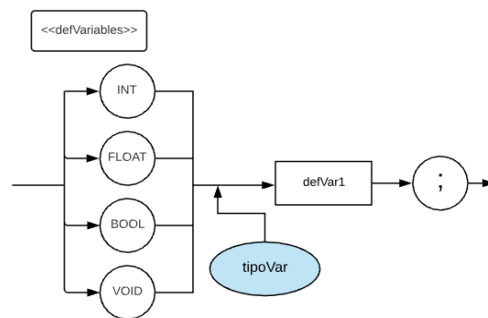 <<defVariables>>
INT
FLOAT
BOOL
VOID
defVar1
;
tipoVar